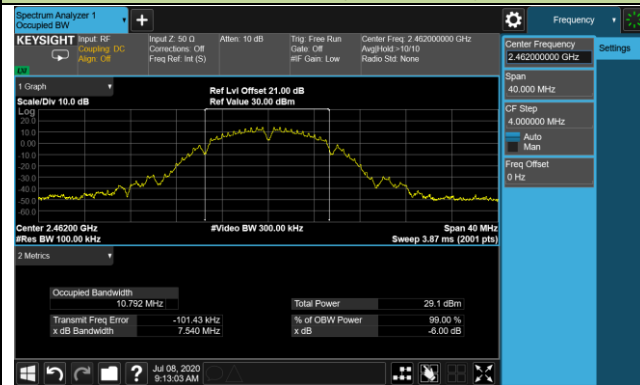 Spectrum Analyzer 1
Occupied BW
Frequency
KEYSIGHT
Input: RF
Coupling: DC
Align: Off
Input Z: 50 Ω
Corrections: Off
Freq Ref: Int (S)
Atten: 10 dB
Trig: Free Run
Gate: Off
#IF Gain: Low
Center Freq: 2.462000000 GHz
Avg|Hold:>10/10
Radio Std: None
Center Frequency
2.462000000 GHz
Settings
Span
40.000 MHz
CF Step
4.000000 MHz
Auto
Man
Freq Offset
0 Hz
1 Graph
Ref Lvl Offset 21.00 dB
Scale/Div 10.0 dB
Ref Value 30.00 dBm
Log
20.0
10.0
0.00
-10.0
-20.0
-30.0
-40.0
-50.0
-60.0
Center 2.46200 GHz
#Video BW 300.00 kHz
Span 40 MHz
#Res BW 100.00 kHz
Sweep 3.87 ms (2001 pts)
2 Metrics
Occupied Bandwidth
10.792 MHz
Total Power
29.1 dBm
Transmit Freq Error
-101.43 kHz
% of OBW Power
99.00 %
x dB Bandwidth
7.540 MHz
x dB
-6.00 dB
Jul 08, 2020
9:13:03 AM